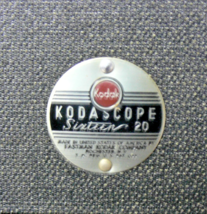 Kodak
KODASCOPE
Sixteen 20
MADE IN UNITED STATES OF AMERICA BY
EASTMAN KODAK COMPANY
ROCHESTER, N.Y.